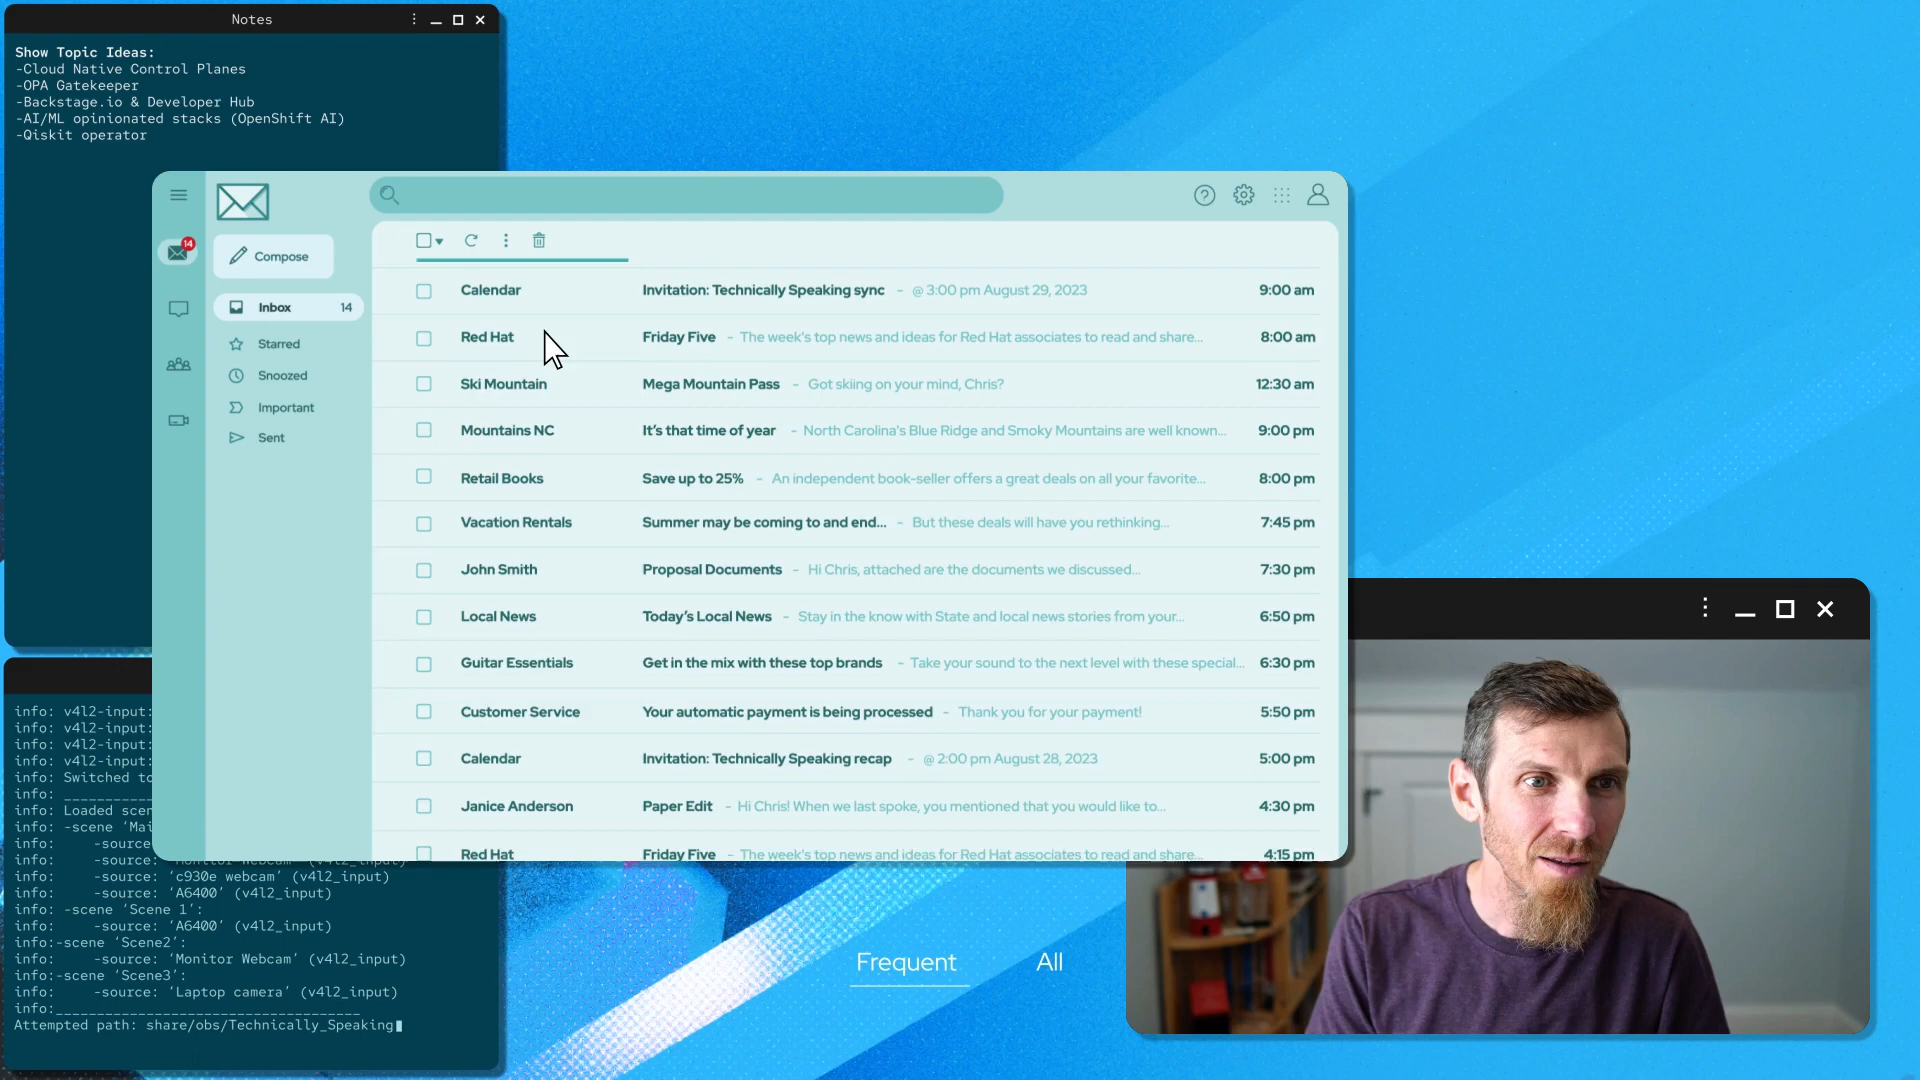 Notes
Show Topic Ideas:
-Cloud Native Control Planes
-OPA Gatekeeper
-Backstage.io & Developer Hub
-AI/ML opinionated stacks (OpenShift AI)
-Qiskit operator
14
Compose
Inbox 14
Starred
Snoozed
Important
Sent
Calendar Invitation: Technically Speaking sync - @ 3:00 pm August 29, 2023 9:00 am
Red Hat Friday Five - The week's top news and ideas for Red Hat associates to read and share... 8:00 am
Ski Mountain Mega Mountain Pass - Got skiing on your mind, Chris? 12:30 am
Mountains NC It's that time of year - North Carolina's Blue Ridge and Smoky Mountains are well known... 9:00 pm
Retail Books Save up to 25% - An independent book-seller offers a great deals on all your favorite... 8:00 pm
Vacation Rentals Summer may be coming to and end... - But these deals will have you rethinking... 7:45 pm
John Smith Proposal Documents - Hi Chris, attached are the documents we discussed... 7:30 pm
Local News Today's Local News - Stay in the know with State and local news stories from your... 6:50 pm
Guitar Essentials Get in the mix with these top brands - Take your sound to the next level with these special... 6:30 pm
Customer Service Your automatic payment is being processed - Thank you for your payment! 5:50 pm
Calendar Invitation: Technically Speaking recap - @ 2:00 pm August 28, 2023 5:00 pm
Janice Anderson Paper Edit - Hi Chris! When we last spoke, you mentioned that you would like to... 4:30 pm
Red Hat Friday Five - The week's top news and ideas for Red Hat associates to read and share... 4:15 pm
info: v4l2-input:
info: v4l2-input:
info: v4l2-input:
info: v4l2-input:
info: Switched to
info: ___________
info: Loaded scen
info: -scene 'Mai
info: -source:
info: -source: 'Monitor Webcam' (v4l2_input)
info: -source: 'c930e webcam' (v4l2_input)
info: -source: 'A6400' (v4l2_input)
info: -scene 'Scene 1':
info: -source: 'A6400' (v4l2_input)
info:-scene 'Scene2':
info: -source: 'Monitor Webcam' (v4l2_input)
info:-scene 'Scene3':
info: -source: 'Laptop camera' (v4l2_input)
info:_____________________________________
Attempted path: share/obs/Technically_Speaking
Frequent All